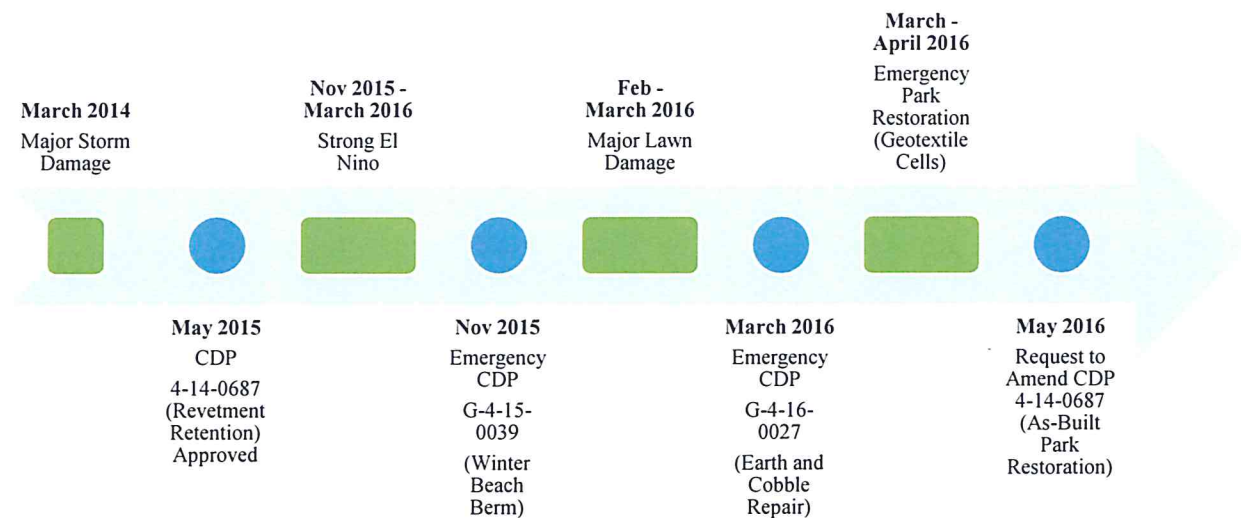 March 2014
Major Storm
Damage
May 2015
CDP
4-14-0687
(Revetment
Retention)
Approved
Nov 2015 -
March 2016
Strong El
Nino
Nov 2015
Emergency
CDP
G-4-15-
0039
(Winter
Beach
Berm)
Feb -
March 2016
Major Lawn
Damage
March 2016
Emergency
CDP
G-4-16-
0027
(Earth and
Cobble
Repair)
March -
April 2016
Emergency
Park
Restoration
(Geotextile
Cells)
May 2016
Request to
Amend CDP
4-14-0687
(As-Built
Park
Restoration)